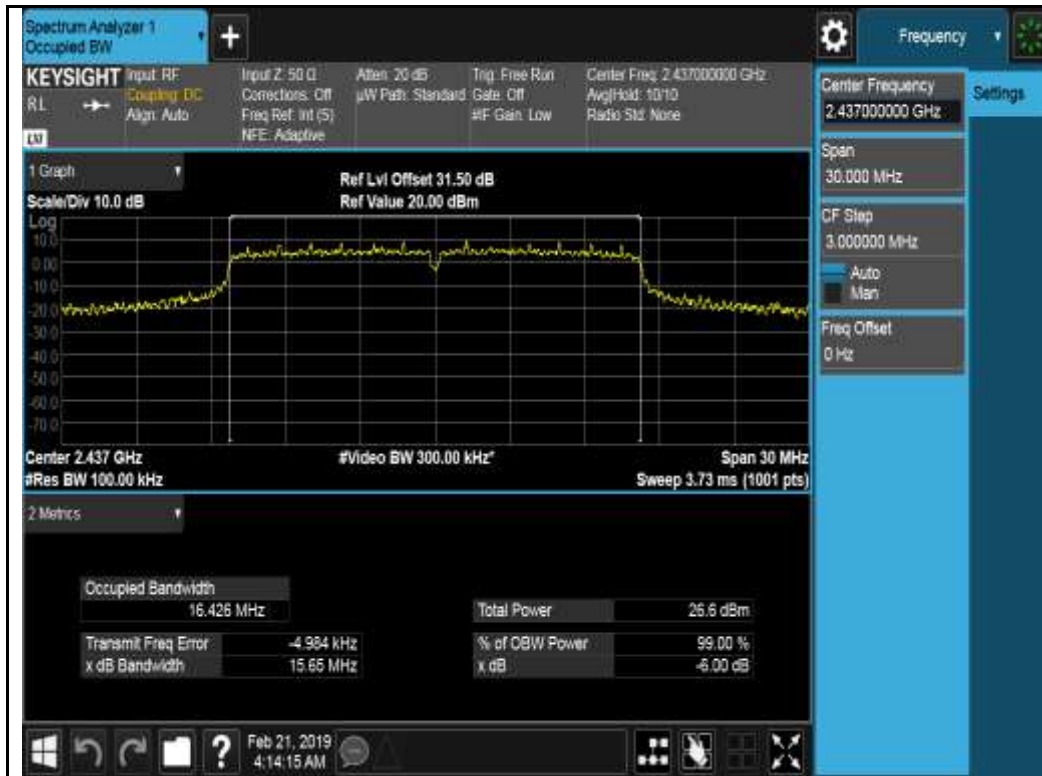 Spectrum Analyzer 1
Occupied BW
+
Frequency
KEYSIGHT
RL
LXI
Input: RF
Coupling: DC
Align: Auto
Input Z: 50 Ω
Corrections: Off
Freq Ref: Int (S)
NFE: Adaptive
Atten: 20 dB
µW Path: Standard
Trig: Free Run
Gate: Off
#IF Gain: Low
Center Freq: 2.437000000 GHz
Avg|Hold: 10/10
Radio Std: None
Center Frequency
2.437000000 GHz
Settings
Span
30.000 MHz
CF Step
3.000000 MHz
Auto
Man
Freq Offset
0 Hz
1 Graph
Scale/Div 10.0 dB
Ref Lvl Offset 31.50 dB
Ref Value 20.00 dBm
Log
10.0
0.00
-10.0
-20.0
-30.0
-40.0
-50.0
-60.0
-70.0
Center 2.437 GHz
#Res BW 100.00 kHz
#Video BW 300.00 kHz*
Span 30 MHz
Sweep 3.73 ms (1001 pts)
2 Metrics
Occupied Bandwidth
16.426 MHz
Total Power 26.6 dBm
Transmit Freq Error -4.984 kHz
% of OBW Power 99.00 %
x dB Bandwidth 15.65 MHz
x dB -6.00 dB
?
Feb 21, 2019
4:14:15 AM